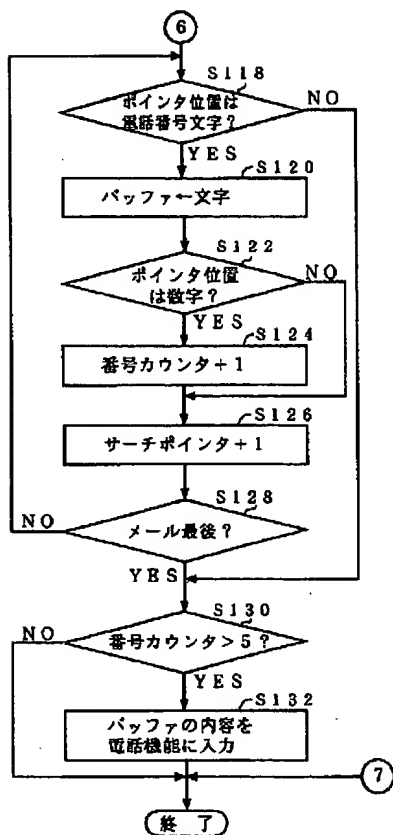 6
S118
ポインタ位置は
電話番号文字?
NO
YES
S120
バッファ←文字
S122
ポインタ位置
は数字?
NO
YES
S124
番号カウンタ+1
S126
サーチポインタ+1
S128
メール最後?
NO
YES
S130
番号カウンタ>5?
NO
YES
S132
バッファの内容を
電話機能に入力
7
終了